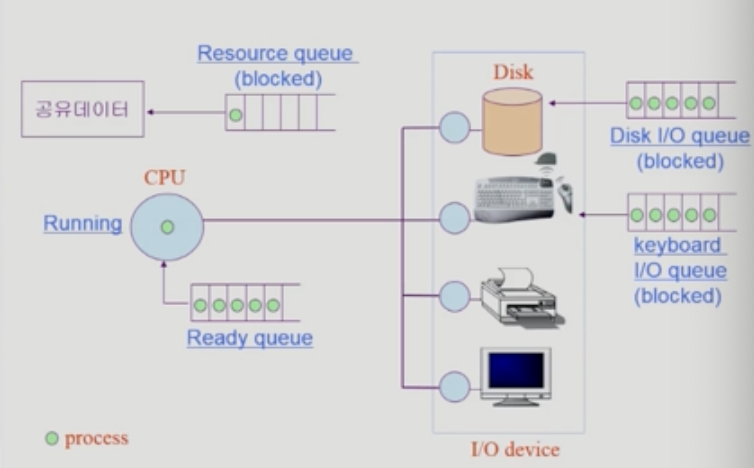 Resource queue
(blocked)
공유데이터
CPU
Running
Ready queue
process
Disk
Disk I/O queue
(blocked)
keyboard
I/O queue
(blocked)
I/O device